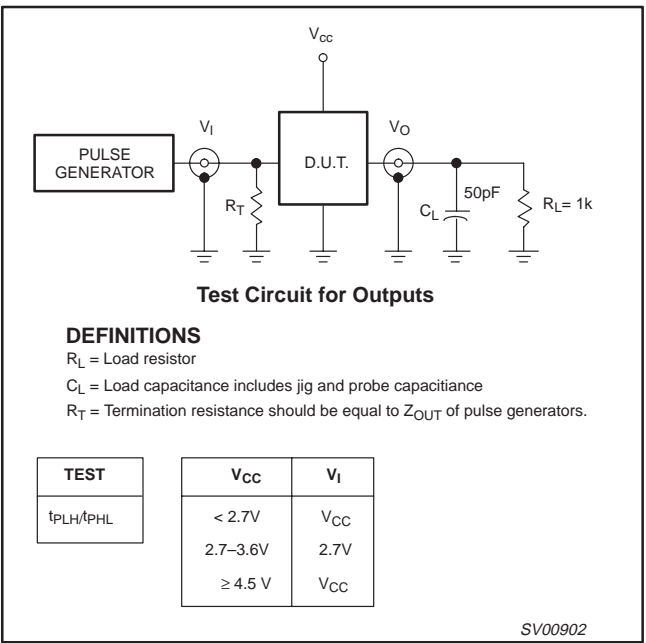 Vcc
VI
VO
PULSE
GENERATOR
D.U.T.
RT
CL
50pF
RL= 1k
Test Circuit for Outputs
DEFINITIONS
RL = Load resistor
CL = Load capacitance includes jig and probe capacitiance
RT = Termination resistance should be equal to ZOUT of pulse generators.
TEST
tPLH/tPHL
VCC VI
< 2.7V VCC
2.7–3.6V 2.7V
≥ 4.5 V VCC
SV00902